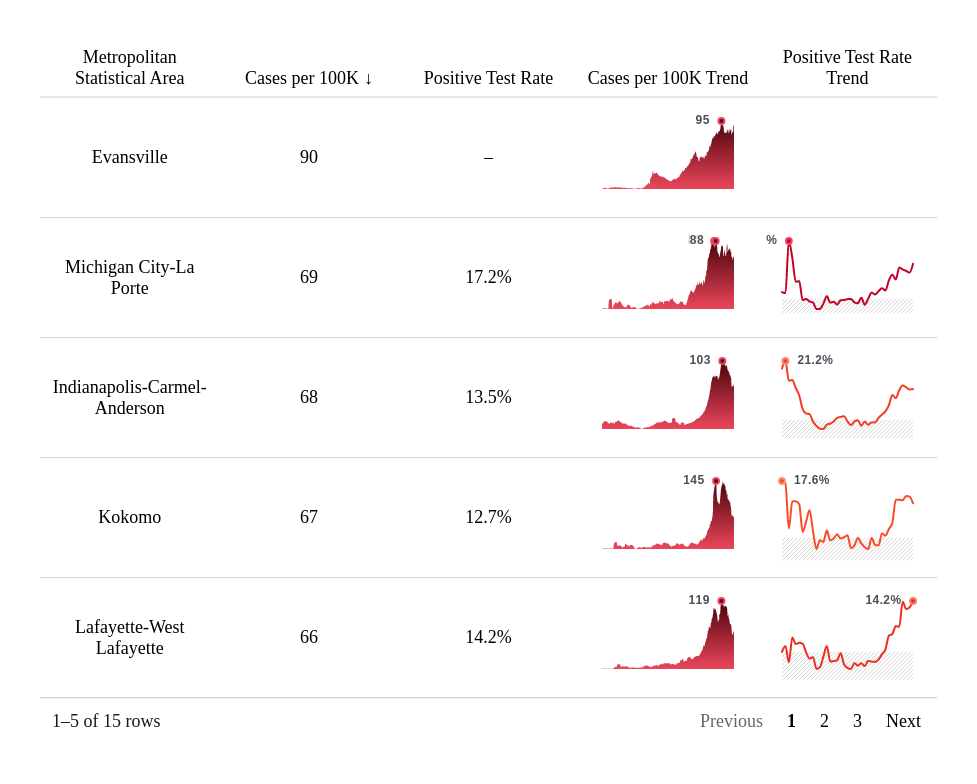 Metropolitan
Statistical Area
Cases per 100K ↓
Positive Test Rate
Cases per 100K Trend
Positive Test Rate
Trend
Evansville
90
–
95
Michigan City-La
Porte
69
17.2%
88
%
Indianapolis-Carmel-
Anderson
68
13.5%
103
21.2%
Kokomo
67
12.7%
145
17.6%
Lafayette-West
Lafayette
66
14.2%
119
14.2%
1–5 of 15 rows
Previous 1 2 3 Next